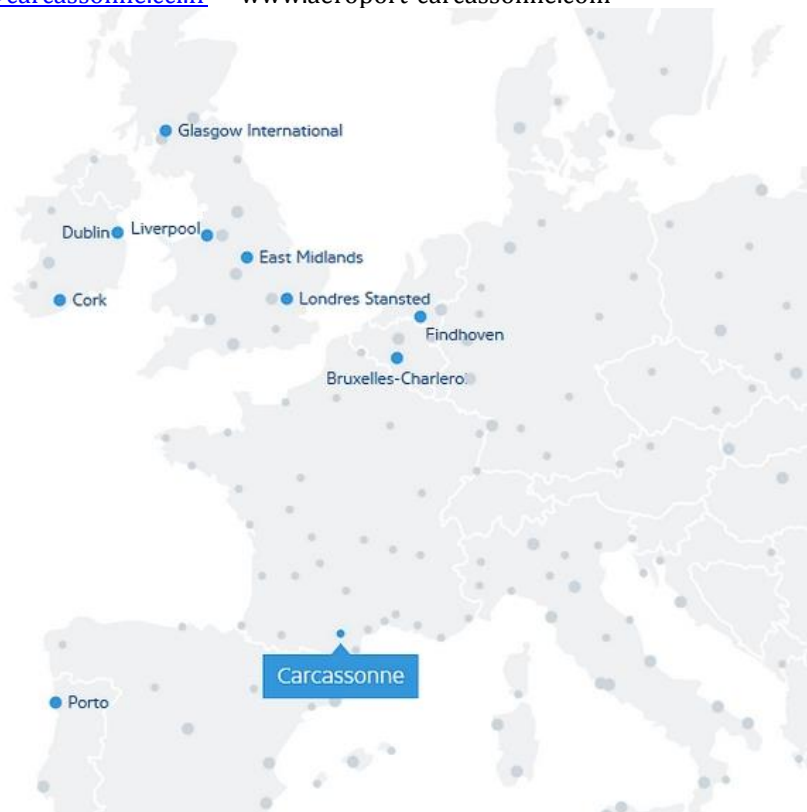 www.aeroport-carcassonne.com
Glasgow International
Dublin
Liverpool
East Midlands
Cork
Londres Stansted
Eindhoven
Bruxelles-Charleroi
Carcassonne
Porto